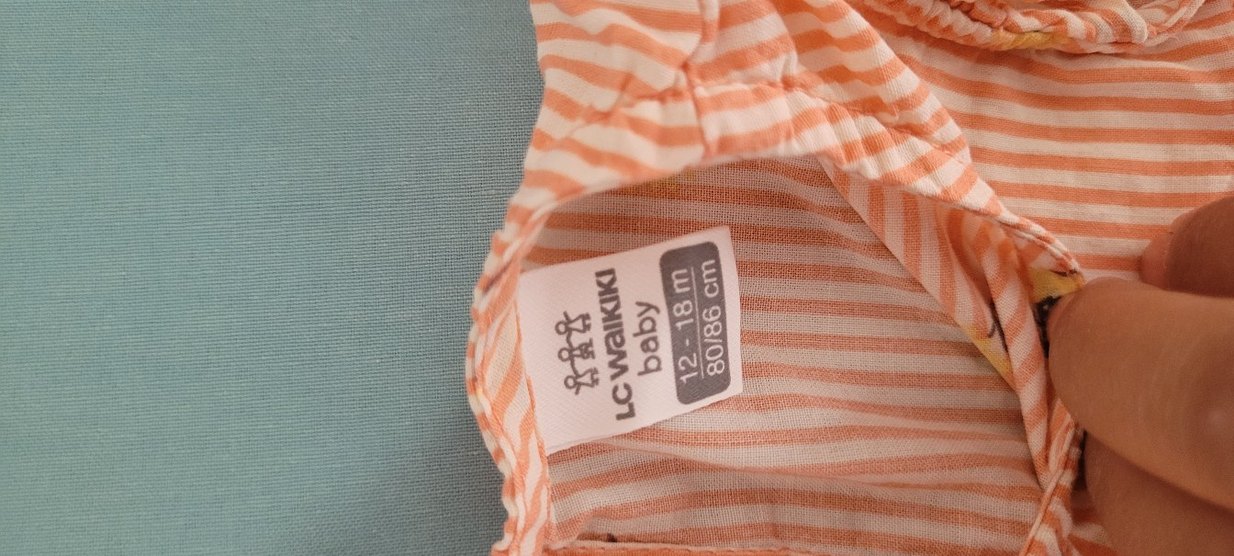 LC WAIKIKI
baby
12 - 18 m
80/86 cm